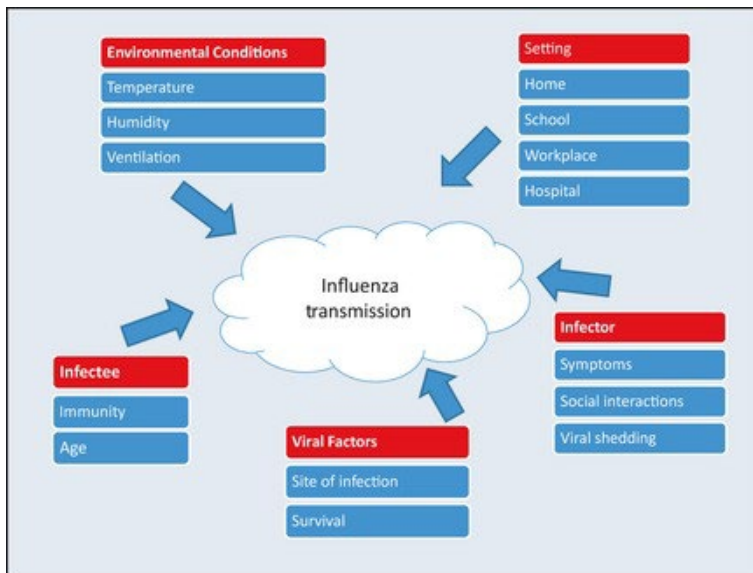 Environmental Conditions
Temperature
Humidity
Ventilation
Setting
Home
School
Workplace
Hospital
Influenza
transmission
Infectee
Immunity
Age
Viral Factors
Site of infection
Survival
Infector
Symptoms
Social interactions
Viral shedding